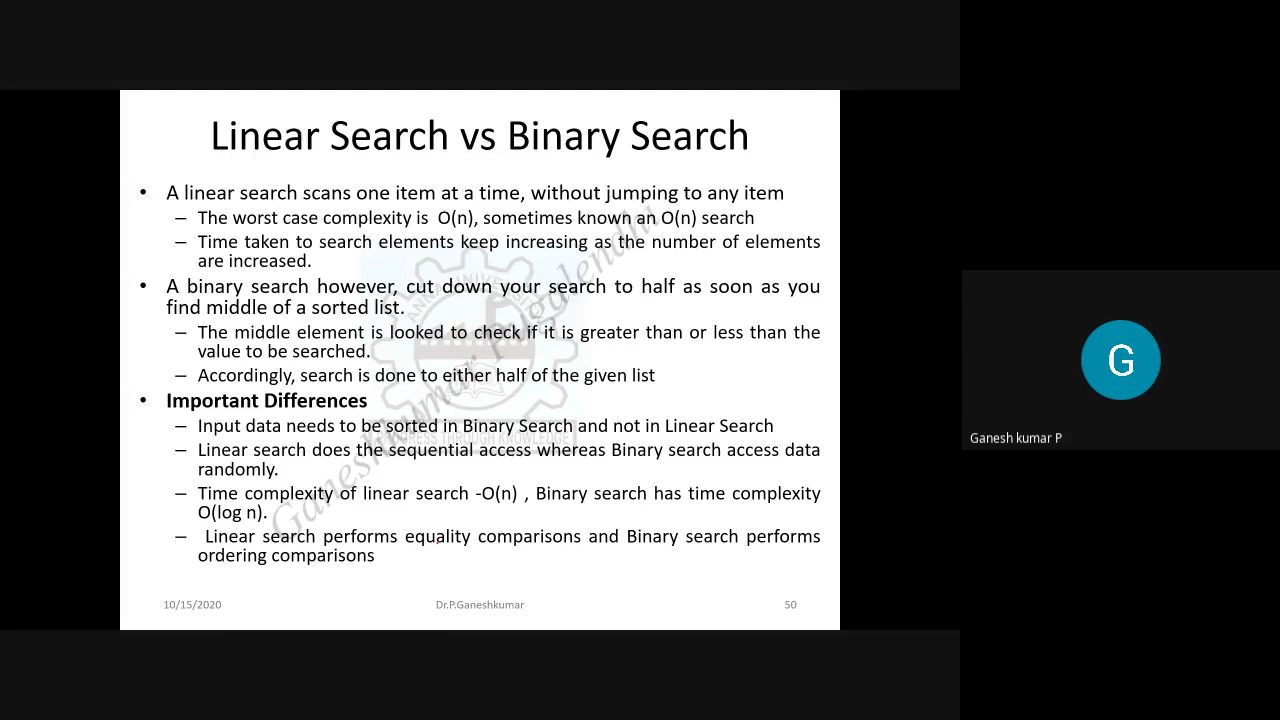 Linear Search vs Binary Search
• A linear search scans one item at a time, without jumping to any item
– The worst case complexity is O(n), sometimes known an O(n) search
– Time taken to search elements keep increasing as the number of elements
are increased.
• A binary search however, cut down your search to half as soon as you
find middle of a sorted list.
– The middle element is looked to check if it is greater than or less than the
value to be searched.
– Accordingly, search is done to either half of the given list
• Important Differences
– Input data needs to be sorted in Binary Search and not in Linear Search
– Linear search does the sequential access whereas Binary search access data
randomly.
– Time complexity of linear search -O(n) , Binary search has time complexity
O(log n).
– Linear search performs equality comparisons and Binary search performs
ordering comparisons
10/15/2020 Dr.P.Ganeshkumar 50
Ganeshkumar Pugalendhi
PROGRESS THROUGH KNOWLEDGE
G
Ganesh kumar P